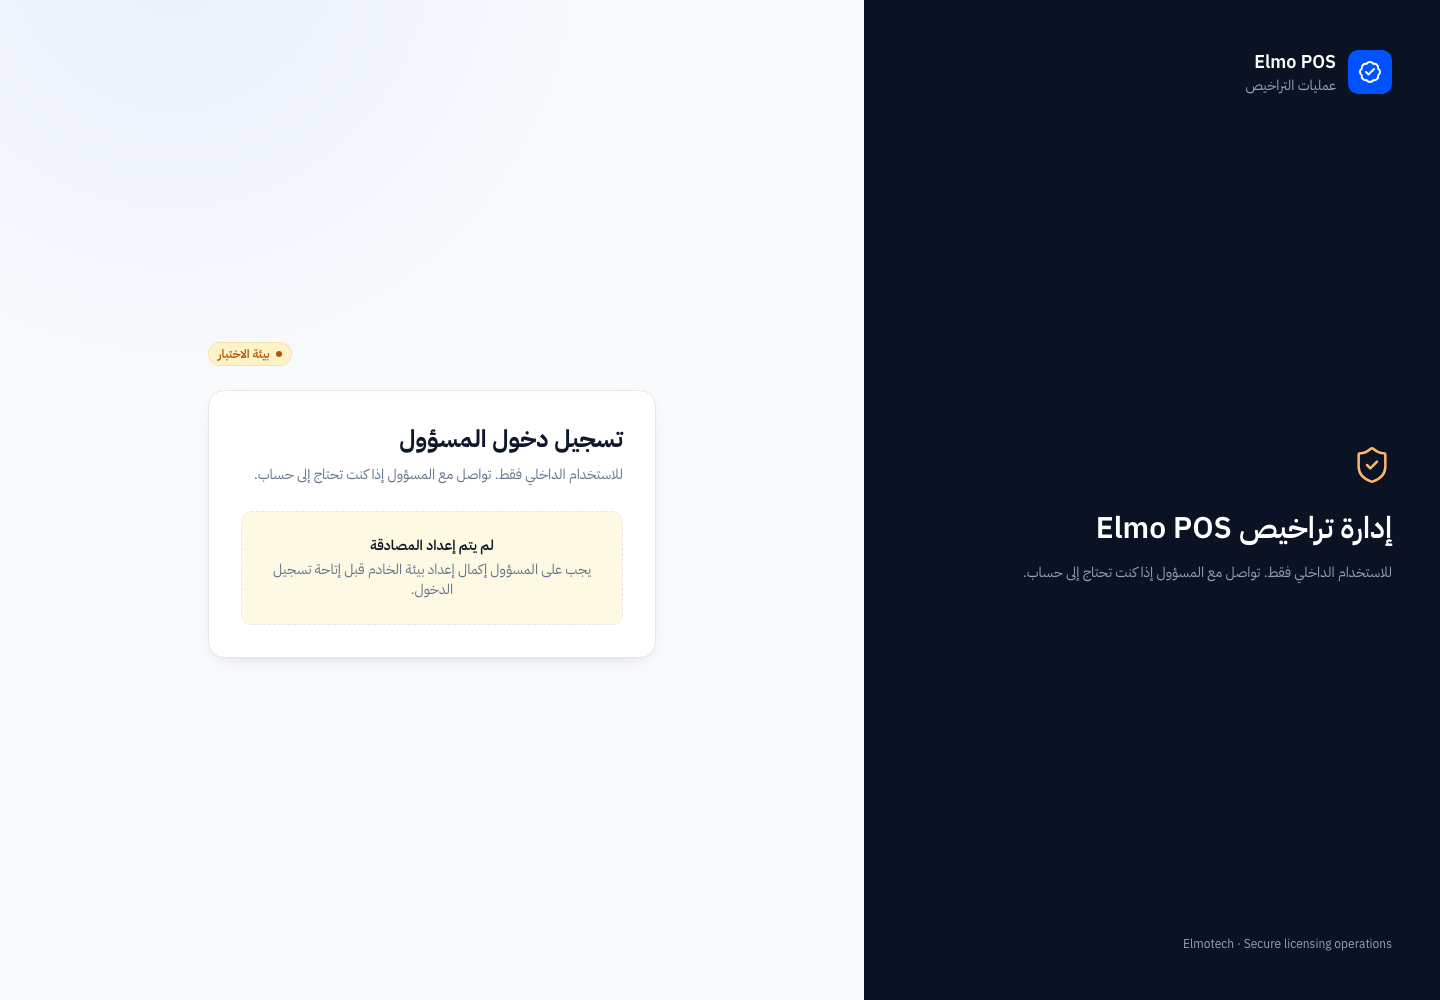 Elmo POS
عمليات التراخيص
إدارة تراخيص Elmo POS
للاستخدام الداخلي فقط. تواصل مع المسؤول إذا كنت تحتاج إلى حساب.
Elmotech · Secure licensing operations
بيئة الاختبار
تسجيل دخول المسؤول
للاستخدام الداخلي فقط. تواصل مع المسؤول إذا كنت تحتاج إلى حساب.
لم يتم إعداد المصادقة
يجب على المسؤول إكمال إعداد بيئة الخادم قبل إتاحة تسجيل
الدخول.